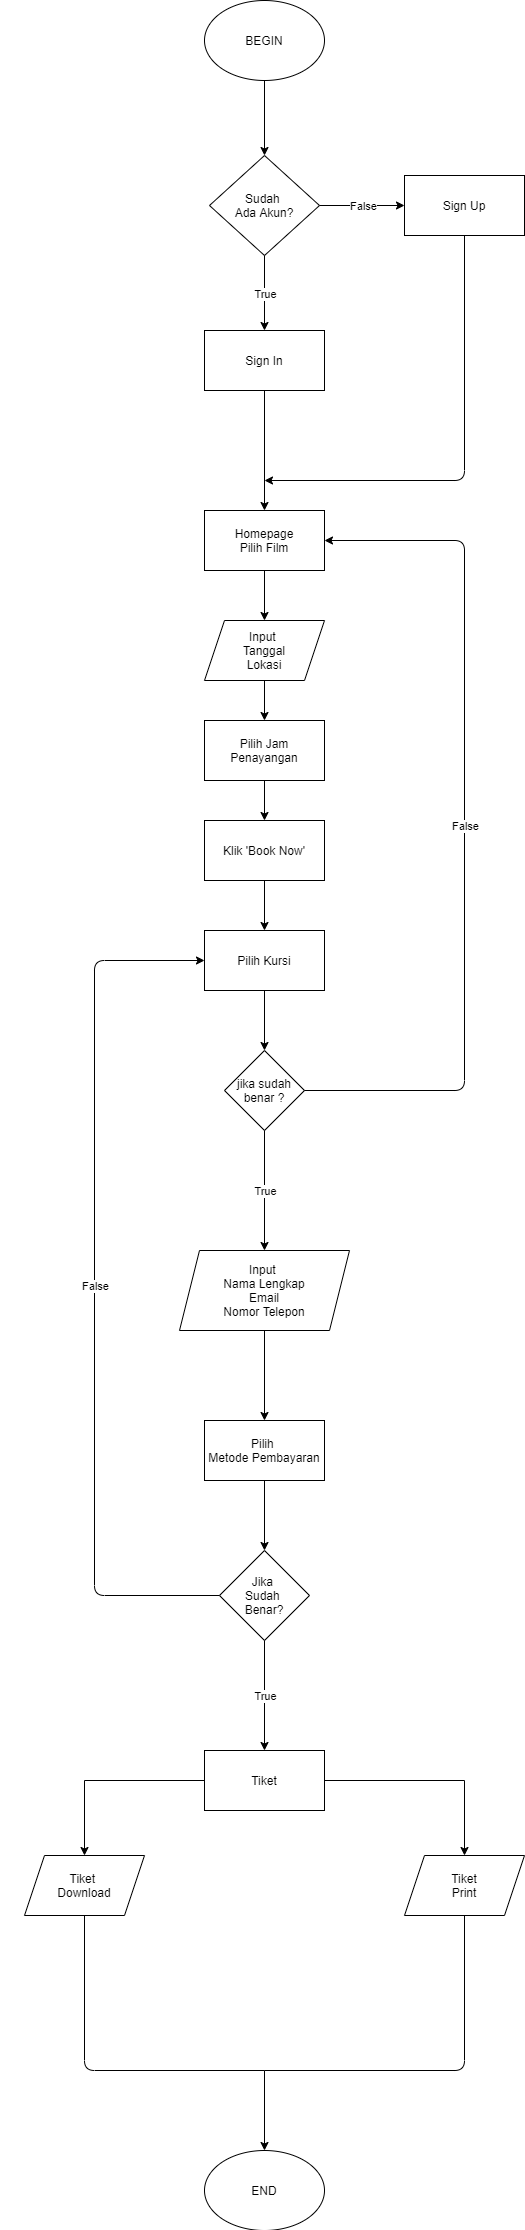 BEGIN
Sudah
Ada Akun?
False
Sign Up
True
Sign In
Homepage
Pilih Film
Input
Tanggal
Lokasi
Pilih Jam
Penayangan
False
Klik 'Book Now'
Pilih Kursi
jika sudah
benar ?
True
Input
Nama Lengkap
Email
Nomor Telepon
False
Pilih
Metode Pembayaran
Jika
Sudah
Benar?
True
Tiket
Tiket
Download
Tiket
Print
END